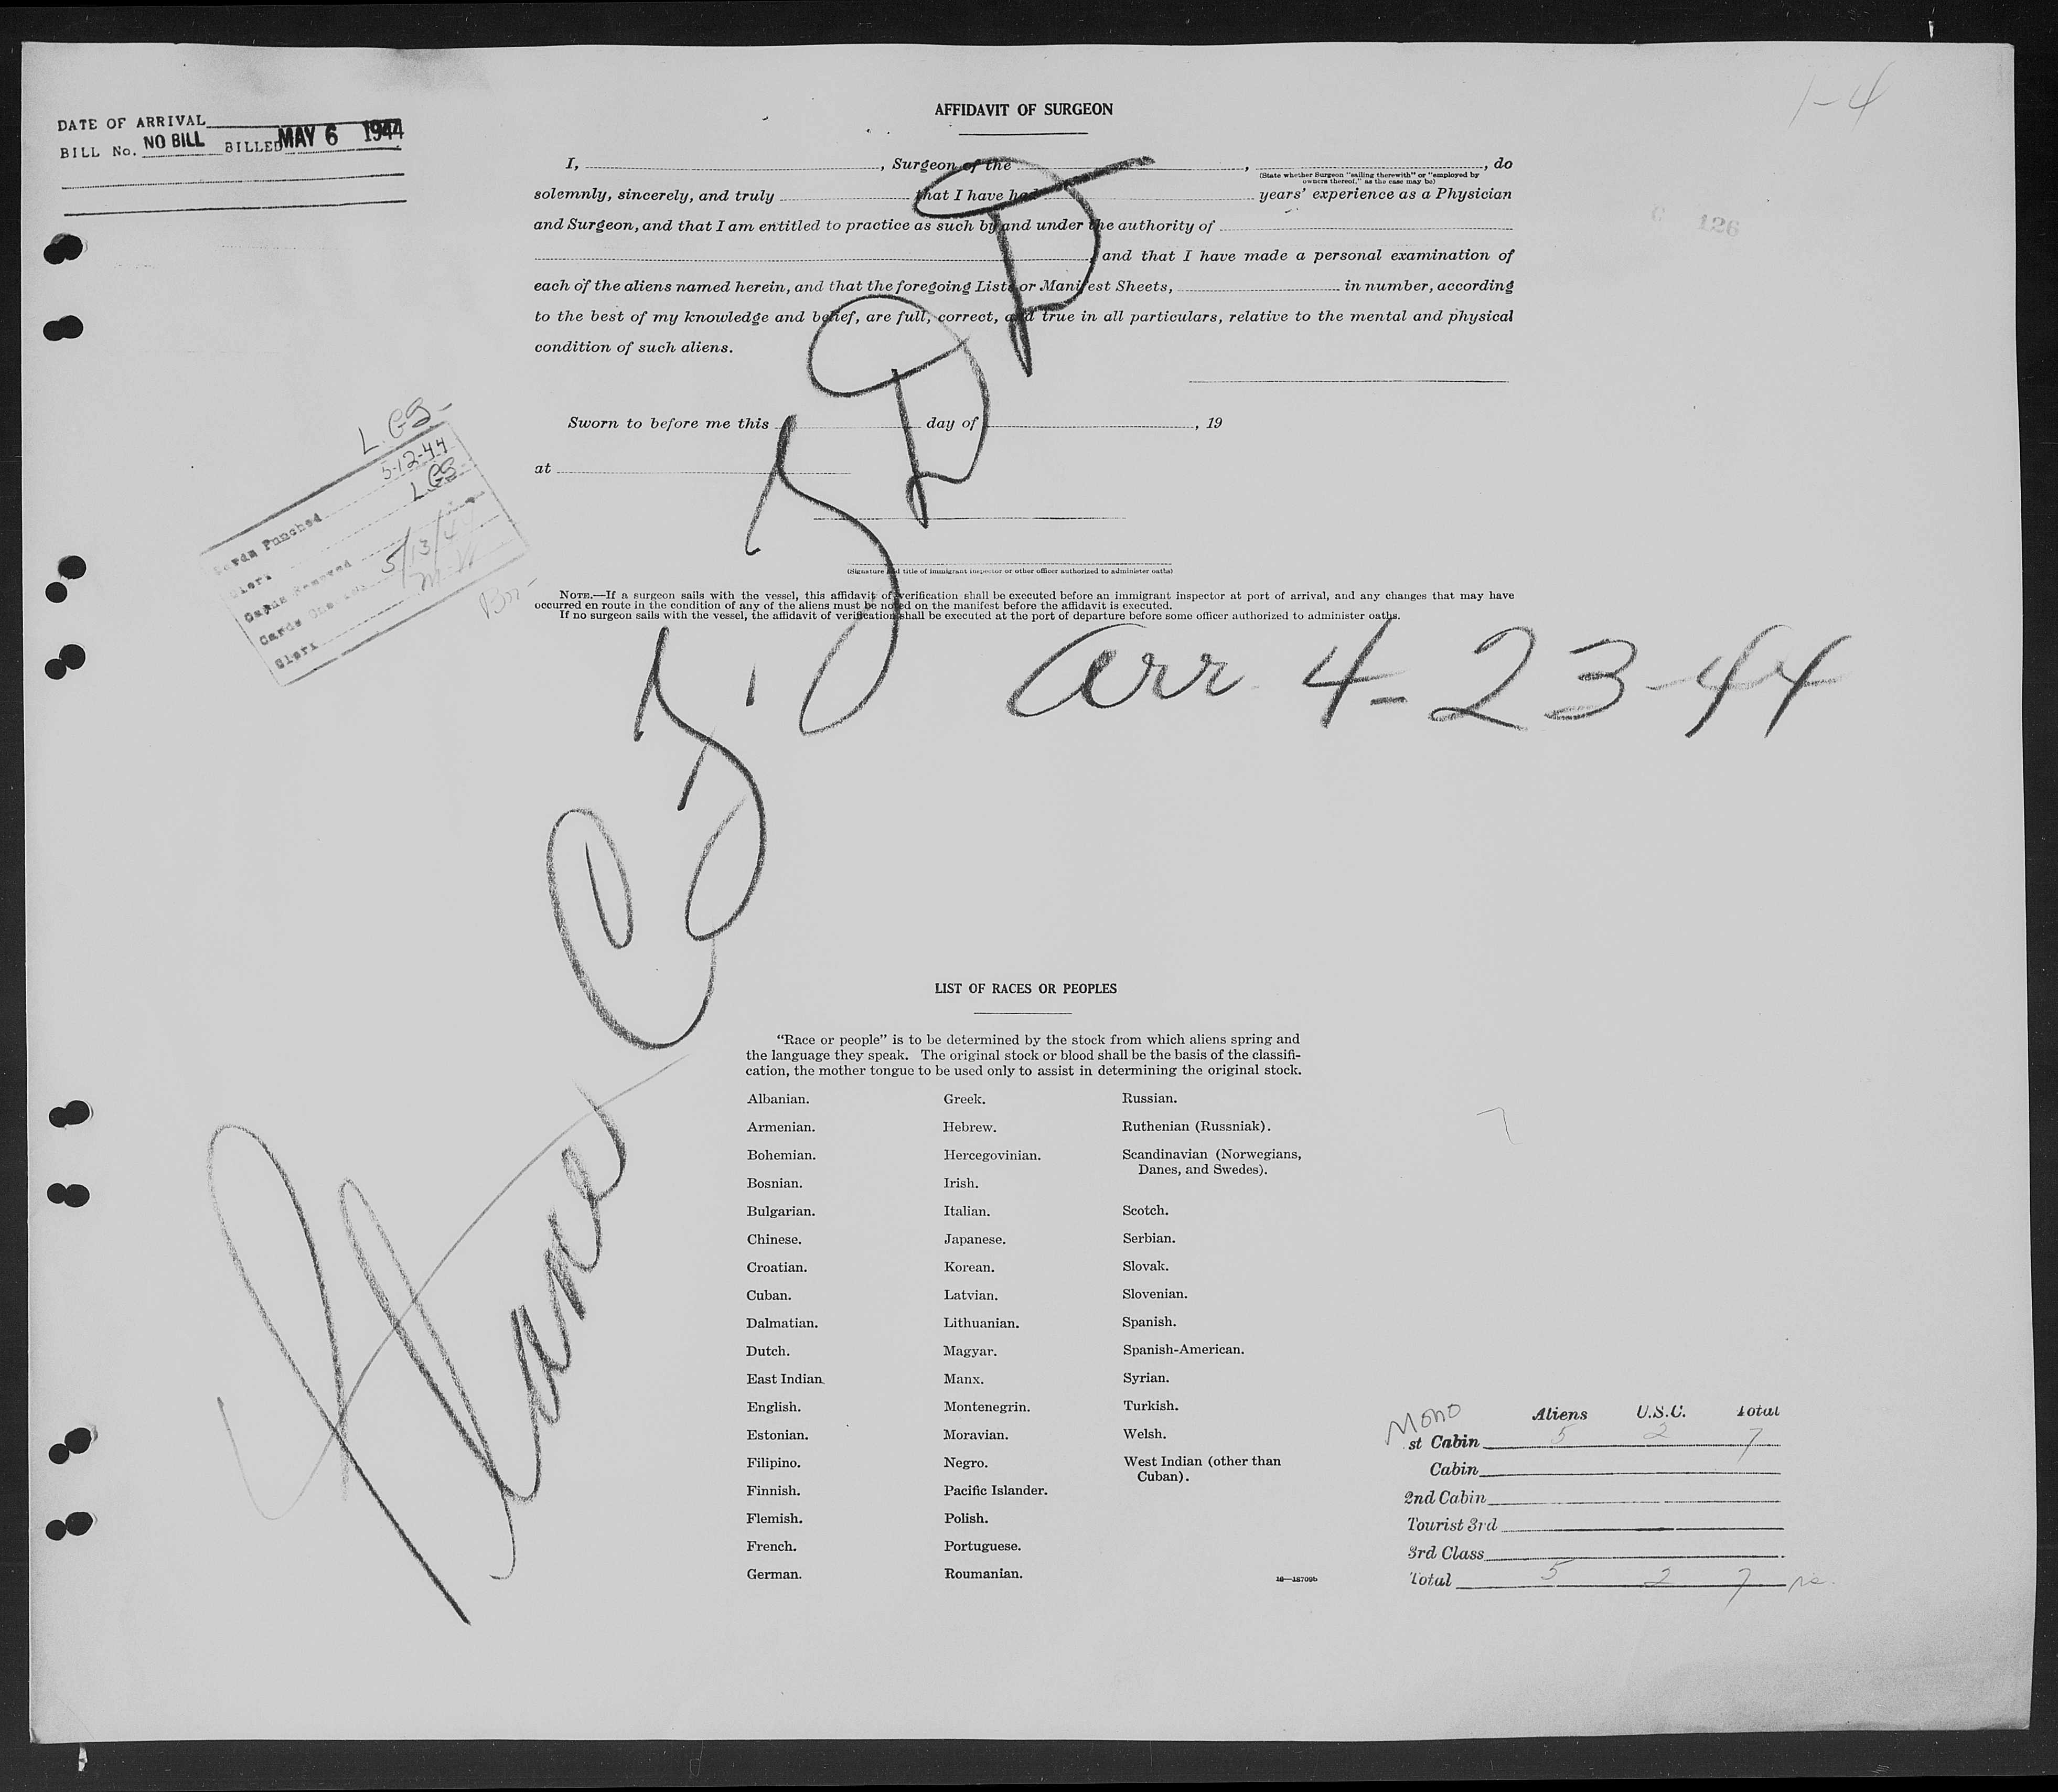 1-4
DATE OF ARRIVAL
BILL No. NO BILL BILLED MAY 6 1944
126
AFFIDAVIT OF SURGEON
I, , Surgeon of the , , do
(State whether Surgeon "sailing therewith" or "employed by
owners thereof," as the case may be)
solemnly, sincerely, and truly that I have had years' experience as a Physician
and Surgeon, and that I am entitled to practice as such by and under the authority of
, and that I have made a personal examination of
each of the aliens named herein, and that the foregoing Lists or Manifest Sheets, in number, according
to the best of my knowledge and belief, are full, correct, and true in all particulars, relative to the mental and physical
condition of such aliens.
Sworn to before me this day of , 19
at
(Signature and title of immigrant inspector or other officer authorized to administer oaths)
NOTE.—If a surgeon sails with the vessel, this affidavit of verification shall be executed before an immigrant inspector at port of arrival, and any changes that may have
occurred en route in the condition of any of the aliens must be noted on the manifest before the affidavit is executed.
If no surgeon sails with the vessel, the affidavit of verification shall be executed at the port of departure before some officer authorized to administer oaths.
L.GS-
Cards Punched 5-12-44
Clerk L.GS-
5/13/44
Clerk
Plane
arr 4-23-44
LIST OF RACES OR PEOPLES
"Race or people" is to be determined by the stock from which aliens spring and
the language they speak. The original stock or blood shall be the basis of the classifi-
cation, the mother tongue to be used only to assist in determining the original stock.
Albanian. Greek. Russian.
Armenian. Hebrew. Ruthenian (Russniak).
Bohemian. Hercegovinian. Scandinavian (Norwegians,
Danes, and Swedes).
Bosnian. Irish.
Bulgarian. Italian. Scotch.
Chinese. Japanese. Serbian.
Croatian. Korean. Slovak.
Cuban. Latvian. Slovenian.
Dalmatian. Lithuanian. Spanish.
Dutch. Magyar. Spanish-American.
East Indian. Manx. Syrian.
English. Montenegrin. Turkish.
Estonian. Moravian. Welsh.
Filipino. Negro. West Indian (other than
Cuban).
Finnish. Pacific Islander.
Flemish. Polish.
French. Portuguese.
German. Roumanian.
16—18709b
Mono Aliens U.S.C. Total
st Cabin 5 2 7
Cabin
2nd Cabin
Tourist 3rd
3rd Class
Total 5 2 7